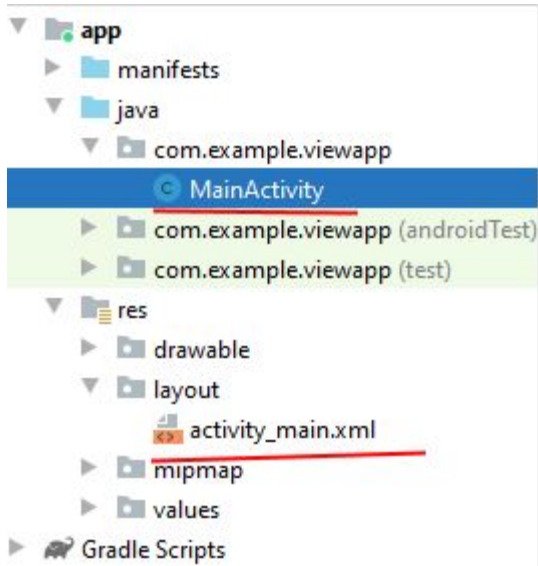 app
manifests
java
com.example.viewapp
C MainActivity
com.example.viewapp (androidTest)
com.example.viewapp (test)
res
drawable
layout
activity_main.xml
mipmap
values
Gradle Scripts